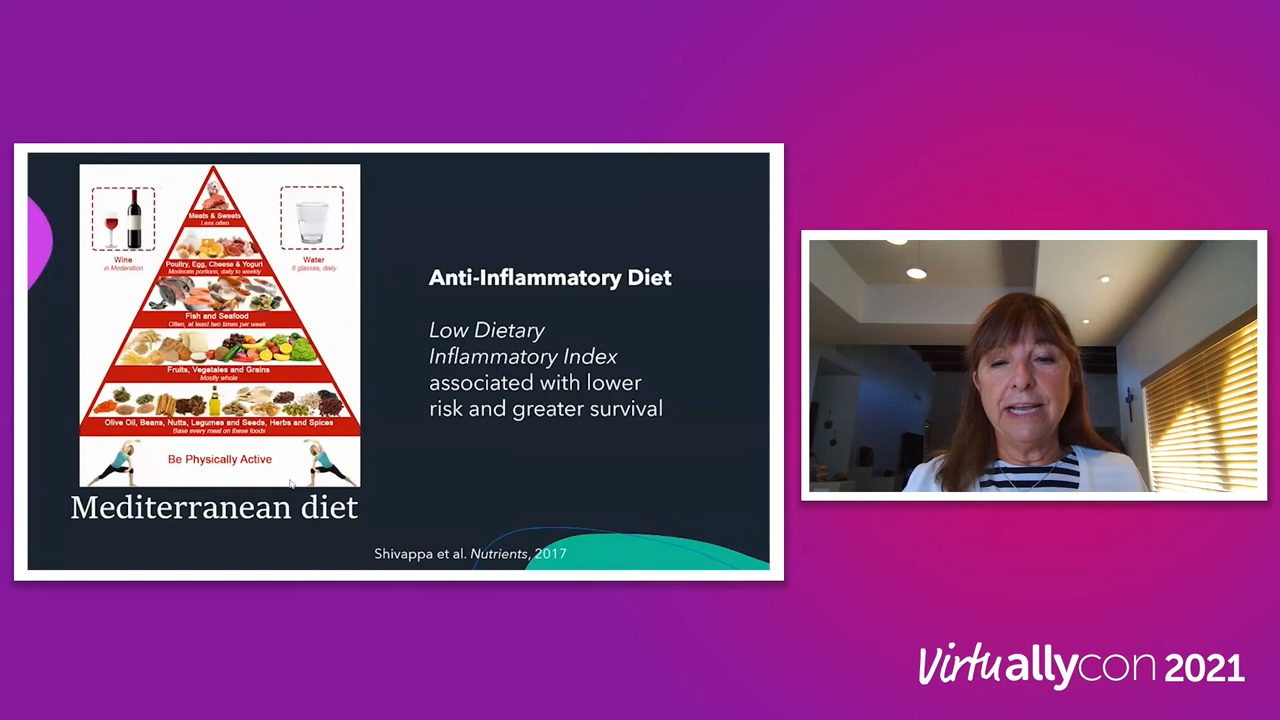 Meats & Sweets
Less often
Wine
in Moderation
Water
6 glasses, daily
Poultry, Egg, Cheese & Yogurt
Moderate portions, daily to weekly
Fish and Seafood
Often, at least two times per week
Fruits, Vegetales and Grains
Mostly whole
Olive Oil, Beans, Nutts, Legumes and Seeds, Herbs and Spices
Base every meal on these foods
Be Physically Active
Mediterranean diet
Anti-Inflammatory Diet
Low Dietary
Inflammatory Index
associated with lower
risk and greater survival
Shivappa et al. Nutrients, 2017
Virtuallycon 2021